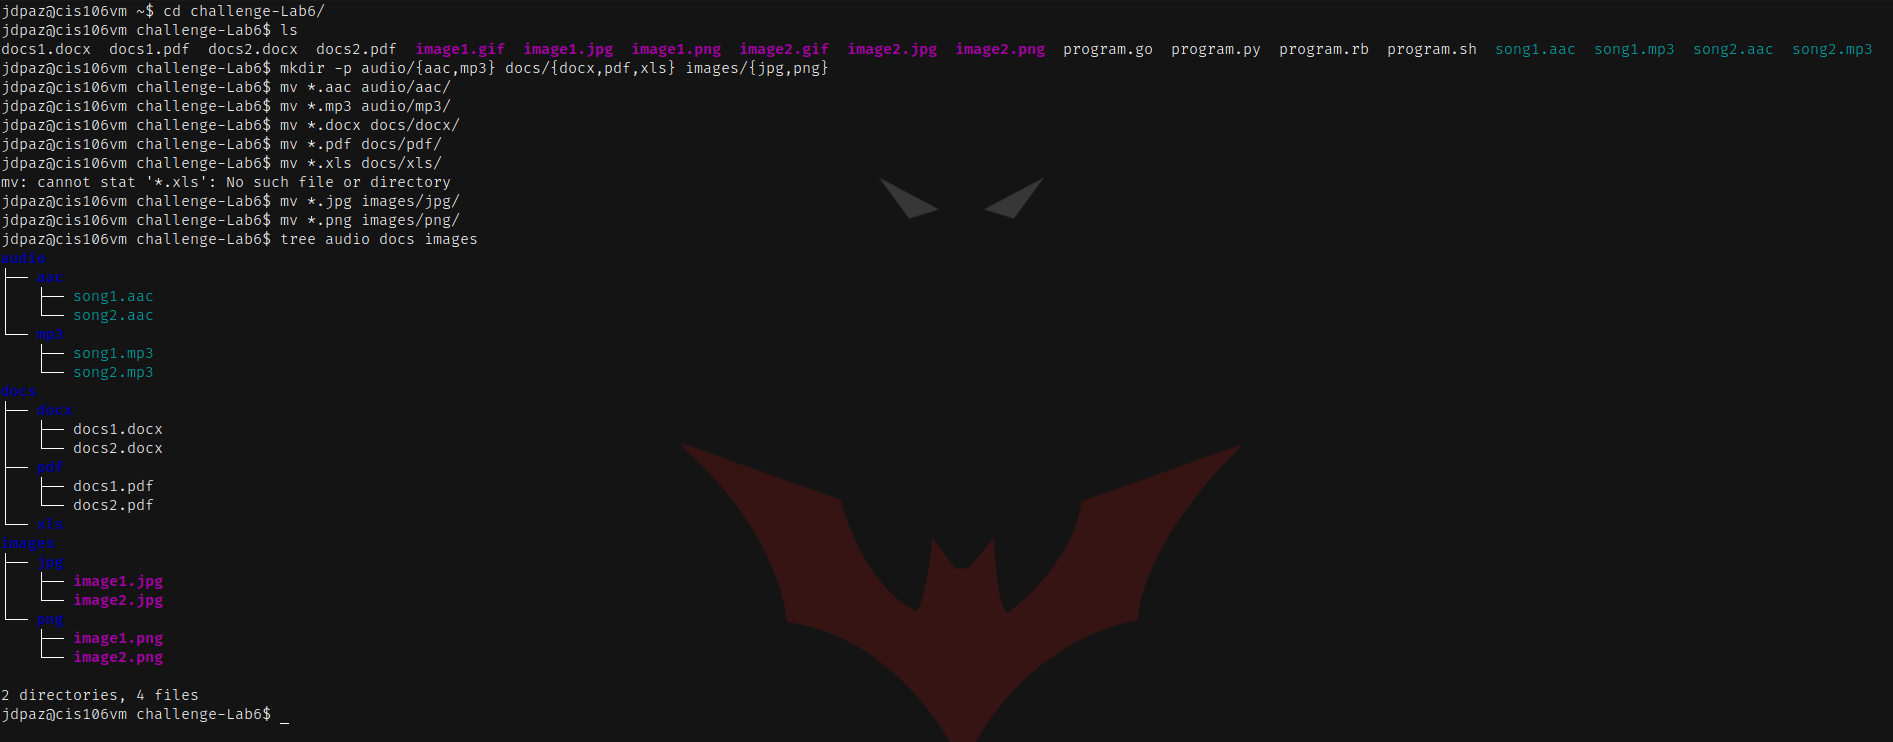 jdpaz@cis106vm ~$ cd challenge-Lab6/
jdpaz@cis106vm challenge-Lab6$ ls
docs1.docx  docs1.pdf  docs2.docx  docs2.pdf  image1.gif  image1.jpg  image1.png  image2.gif  image2.jpg  image2.png  program.go  program.py  program.rb  program.sh  song1.aac  song1.mp3  song2.aac  song2.mp3
jdpaz@cis106vm challenge-Lab6$ mkdir -p audio/{aac,mp3} docs/{docx,pdf,xls} images/{jpg,png}
jdpaz@cis106vm challenge-Lab6$ mv *.aac audio/aac/
jdpaz@cis106vm challenge-Lab6$ mv *.mp3 audio/mp3/
jdpaz@cis106vm challenge-Lab6$ mv *.docx docs/docx/
jdpaz@cis106vm challenge-Lab6$ mv *.pdf docs/pdf/
jdpaz@cis106vm challenge-Lab6$ mv *.xls docs/xls/
mv: cannot stat '*.xls': No such file or directory
jdpaz@cis106vm challenge-Lab6$ mv *.jpg images/jpg/
jdpaz@cis106vm challenge-Lab6$ mv *.png images/png/
jdpaz@cis106vm challenge-Lab6$ tree audio docs images
audio
├── aac
│   ├── song1.aac
│   └── song2.aac
└── mp3
    ├── song1.mp3
    └── song2.mp3
docs
├── docx
│   ├── docs1.docx
│   └── docs2.docx
├── pdf
│   ├── docs1.pdf
│   └── docs2.pdf
└── xls
images
├── jpg
│   ├── image1.jpg
│   └── image2.jpg
└── png
    ├── image1.png
    └── image2.png
2 directories, 4 files
jdpaz@cis106vm challenge-Lab6$ _